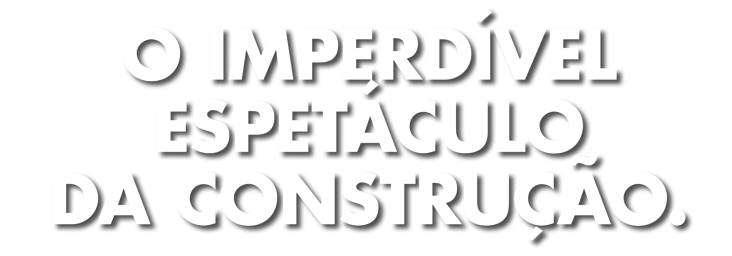 O IMPERDÍVEL
ESPETÁCULO
DA CONSTRUÇÃO.